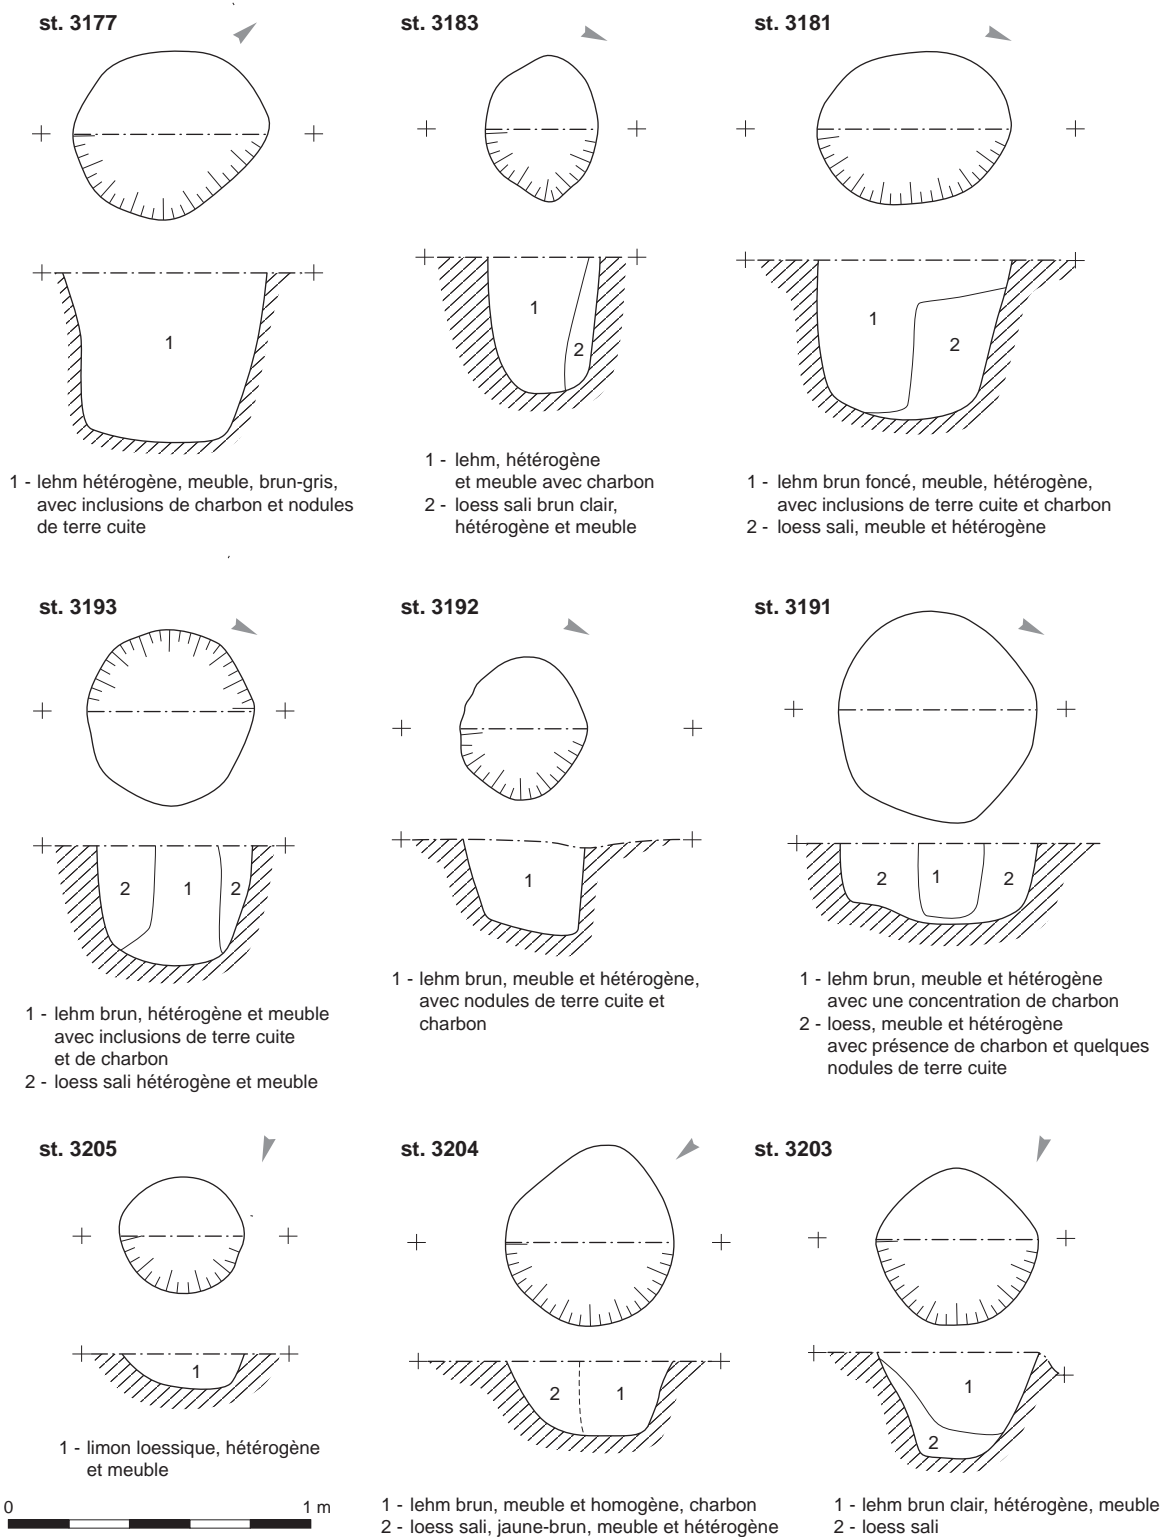 st. 3177
1
1 - lehm hétérogène, meuble, brun-gris,
avec inclusions de charbon et nodules
de terre cuite
st. 3183
1
2
1 - lehm, hétérogène
et meuble avec charbon
2 - loess sali brun clair,
hétérogène et meuble
st. 3181
1
2
1 - lehm brun foncé, meuble, hétérogène,
avec inclusions de terre cuite et charbon
2 - loess sali, meuble et hétérogène
st. 3193
2 1 2
1 - lehm brun, hétérogène et meuble
avec inclusions de terre cuite
et de charbon
2 - loess sali hétérogène et meuble
st. 3192
1
1 - lehm brun, meuble et hétérogène,
avec nodules de terre cuite et
charbon
st. 3191
2 1 2
1 - lehm brun, meuble et hétérogène
avec une concentration de charbon
2 - loess, meuble et hétérogène
avec présence de charbon et quelques
nodules de terre cuite
st. 3205
1
1 - limon loessique, hétérogène
et meuble
st. 3204
2 1
1 - lehm brun, meuble et homogène, charbon
2 - loess sali, jaune-brun, meuble et hétérogène
st. 3203
1
2
1 - lehm brun clair, hétérogène, meuble
2 - loess sali
0 1 m